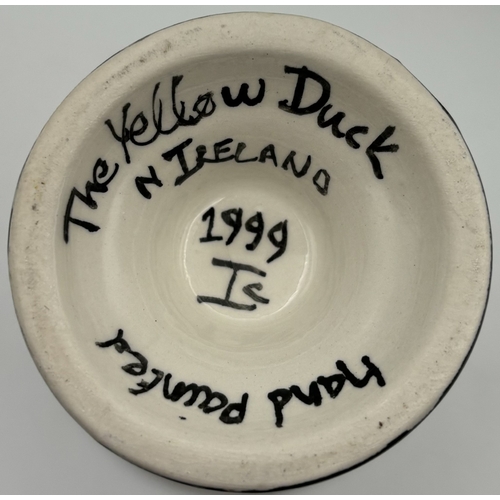 The Yellow Duck
N IRELAND
1999
Ic
hand painted